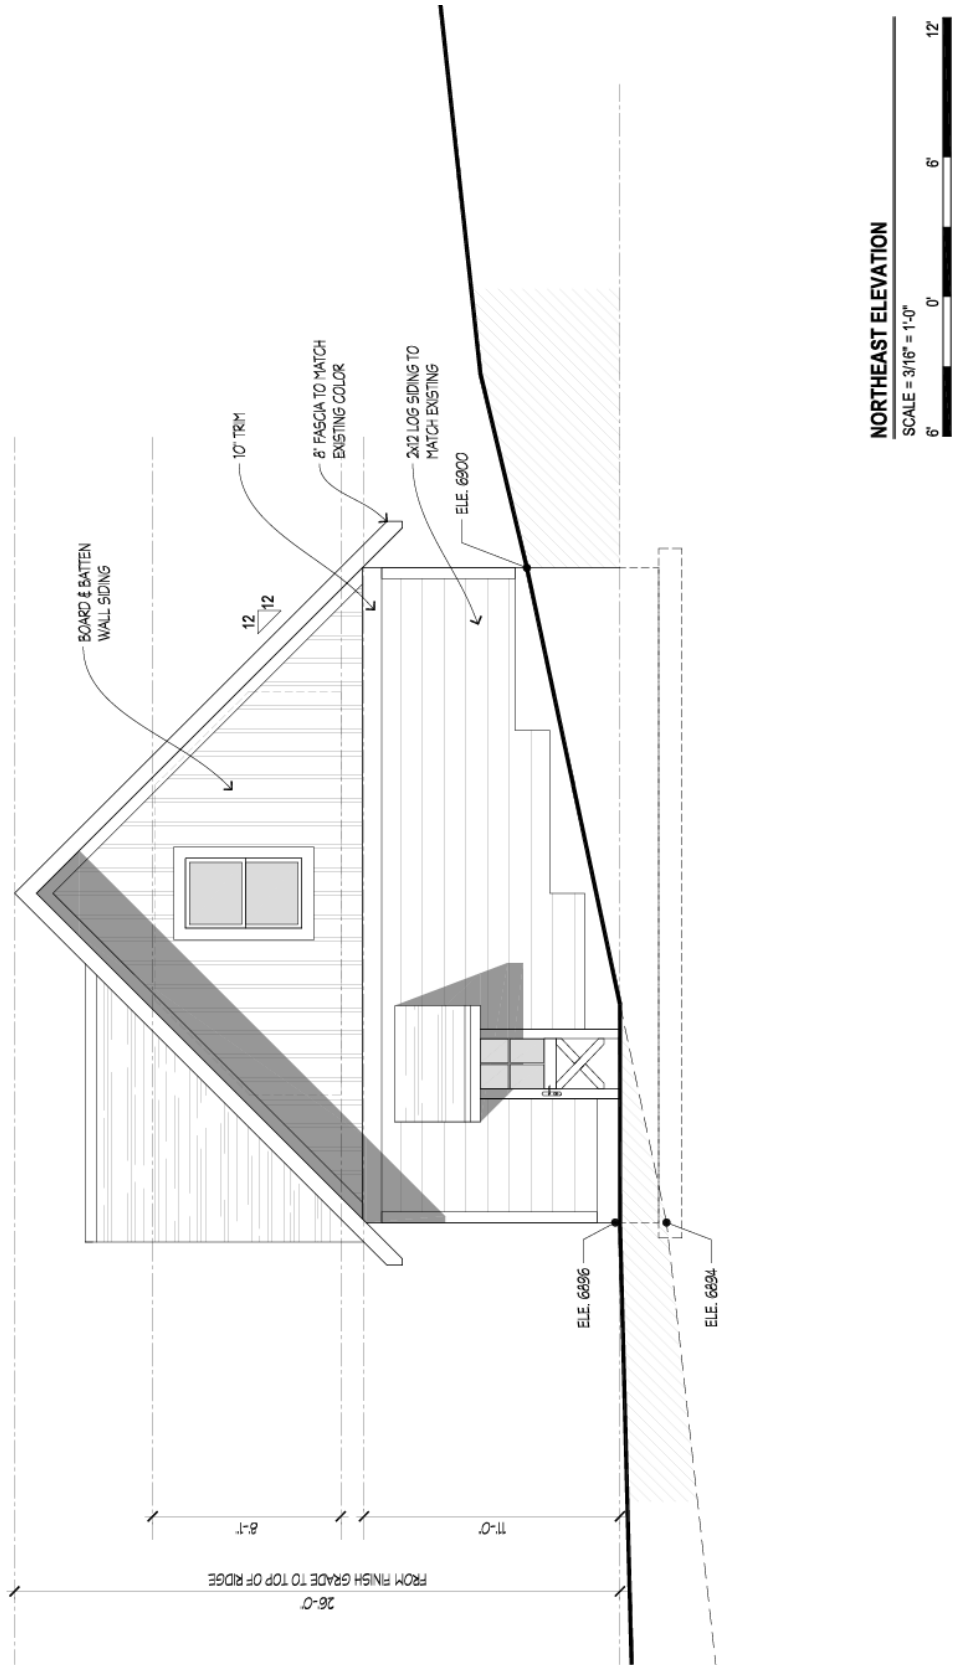 BOARD & BATTEN
WALL SIDING
12
12
10" TRIM
8" FASCIA TO MATCH
EXISTING COLOR
2x12 LOG SIDING TO
MATCH EXISTING
ELE. 6900
ELE. 6896
ELE. 6894
8'-1"
11'-0"
26'-0"
FROM FINISH GRADE TO TOP OF RIDGE
NORTHEAST ELEVATION
SCALE = 3/16" = 1'-0"
6' 0' 6' 12'